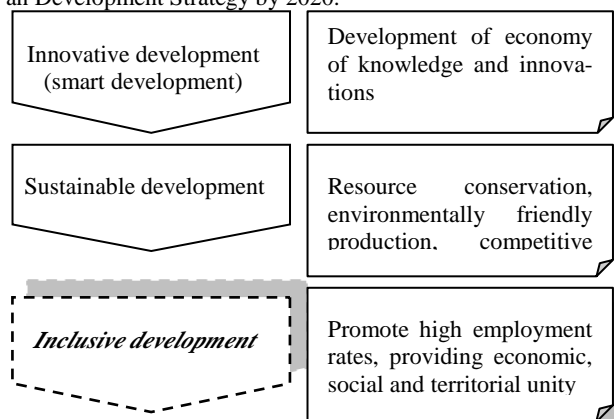 an Development Strategy by 2020.
Innovative development
(smart development)
Development of economy
of knowledge and innova-
tions
Sustainable development
Resource conservation,
environmentally friendly
production, competitive
Inclusive development
Promote high employment
rates, providing economic,
social and territorial unity